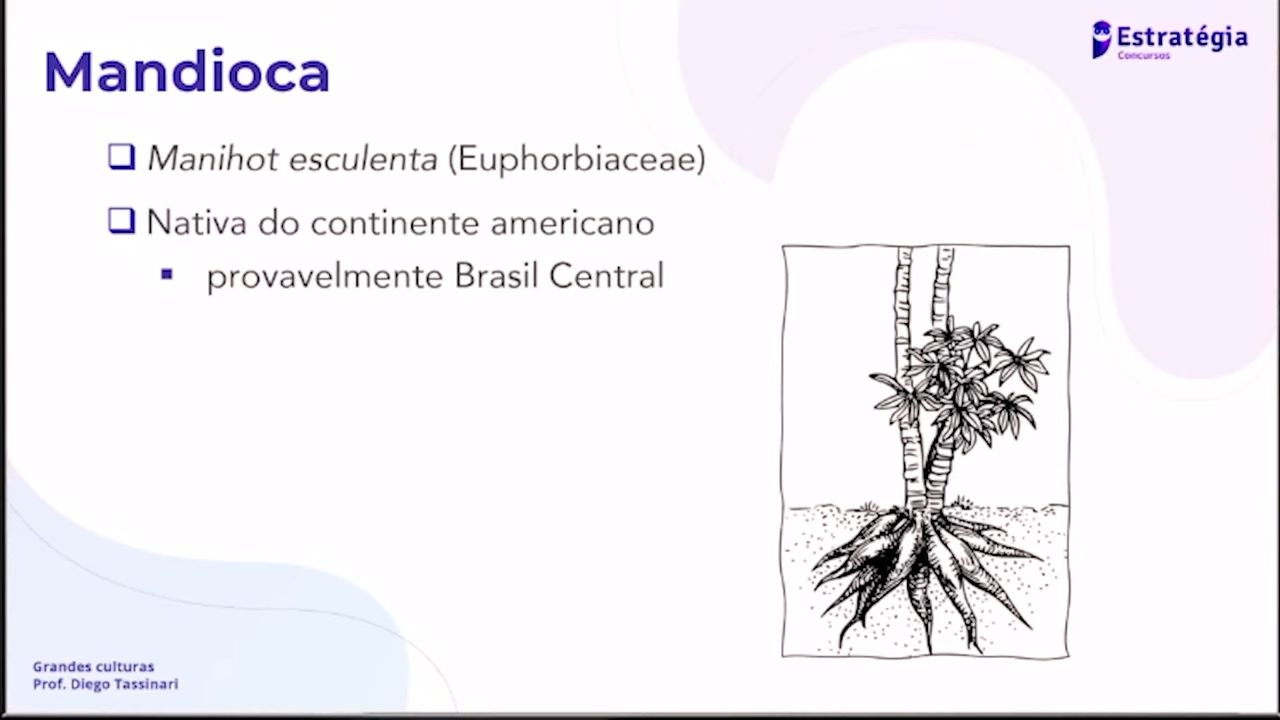 Estratégia
Concursos
Mandioca
Manihot esculenta (Euphorbiaceae)
Nativa do continente americano
provavelmente Brasil Central
Grandes culturas
Prof. Diego Tassinari